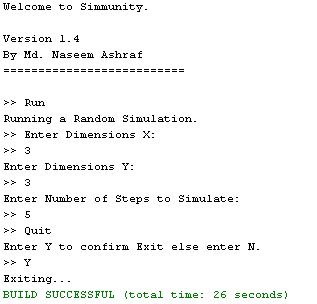 Welcome to Simmunity.
Version 1.4
By Md. Naseem Ashraf
==========================
>> Run
Running a Random Simulation.
>> Enter Dimensions X:
>> 3
Enter Dimensions Y:
>> 3
Enter Number of Steps to Simulate:
>> 5
>> Quit
Enter Y to confirm Exit else enter N.
>> Y
Exiting...
BUILD SUCCESSFUL (total time: 26 seconds)